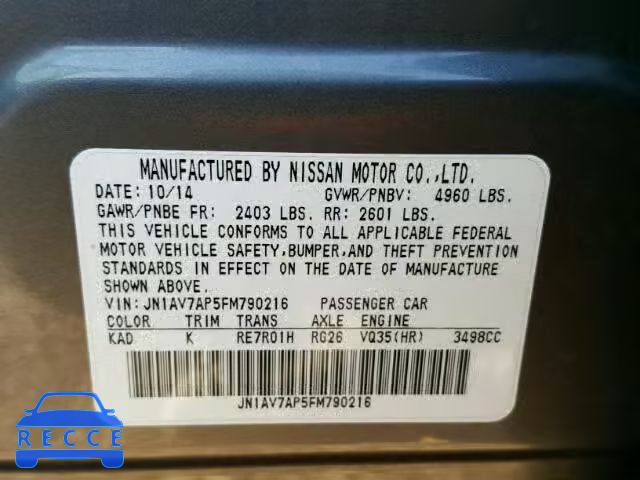 MANUFACTURED BY NISSAN MOTOR CO.,LTD.
DATE: 10/14 GVWR/PNBV: 4960 LBS.
GAWR/PNBE FR: 2403 LBS. RR: 2601 LBS.
THIS VEHICLE CONFORMS TO ALL APPLICABLE FEDERAL
MOTOR VEHICLE SAFETY,BUMPER,AND THEFT PREVENTION
STANDARDS IN EFFECT ON THE DATE OF MANUFACTURE
SHOWN ABOVE.
VIN: JN1AV7AP5FM790216 PASSENGER CAR
COLOR TRIM TRANS AXLE ENGINE
KAD K RE7R01H RG26 VQ35(HR) 3498CC
JN1AV7AP5FM790216
RECCE